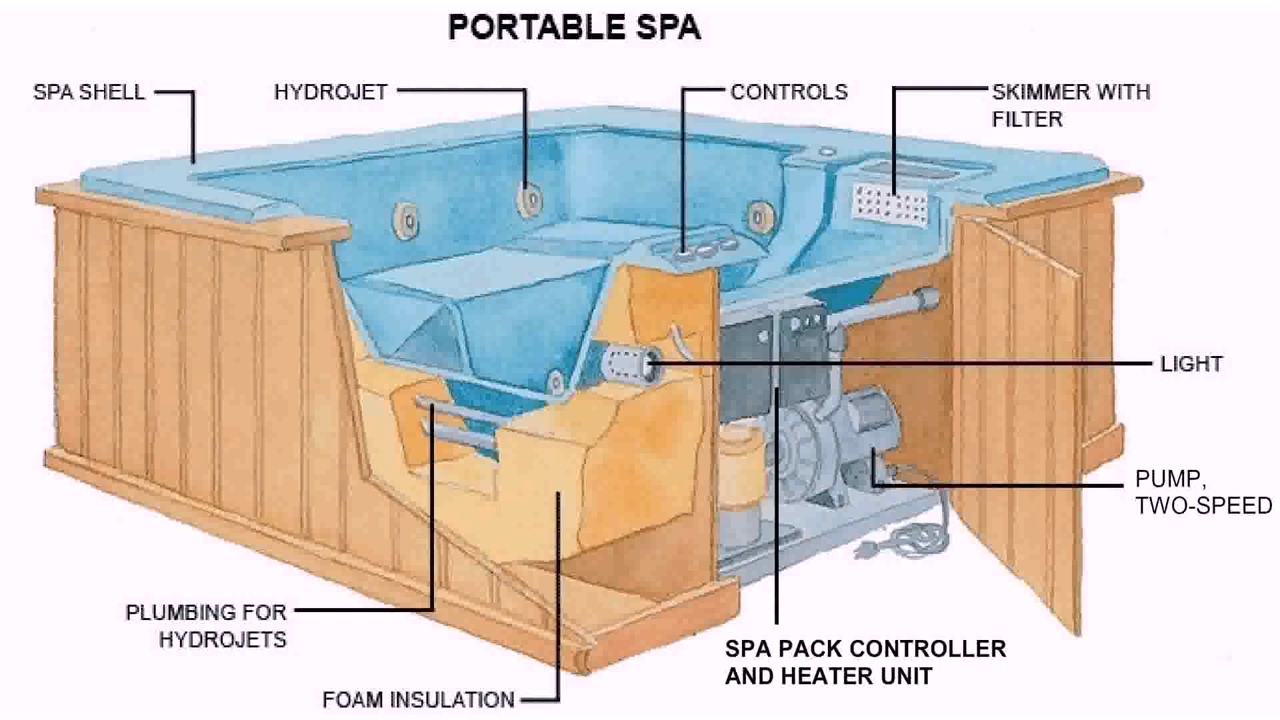 PORTABLE SPA
SPA SHELL
HYDROJET
CONTROLS
SKIMMER WITH
FILTER
LIGHT
PUMP,
TWO-SPEED
PLUMBING FOR
HYDROJETS
SPA PACK CONTROLLER
AND HEATER UNIT
FOAM INSULATION